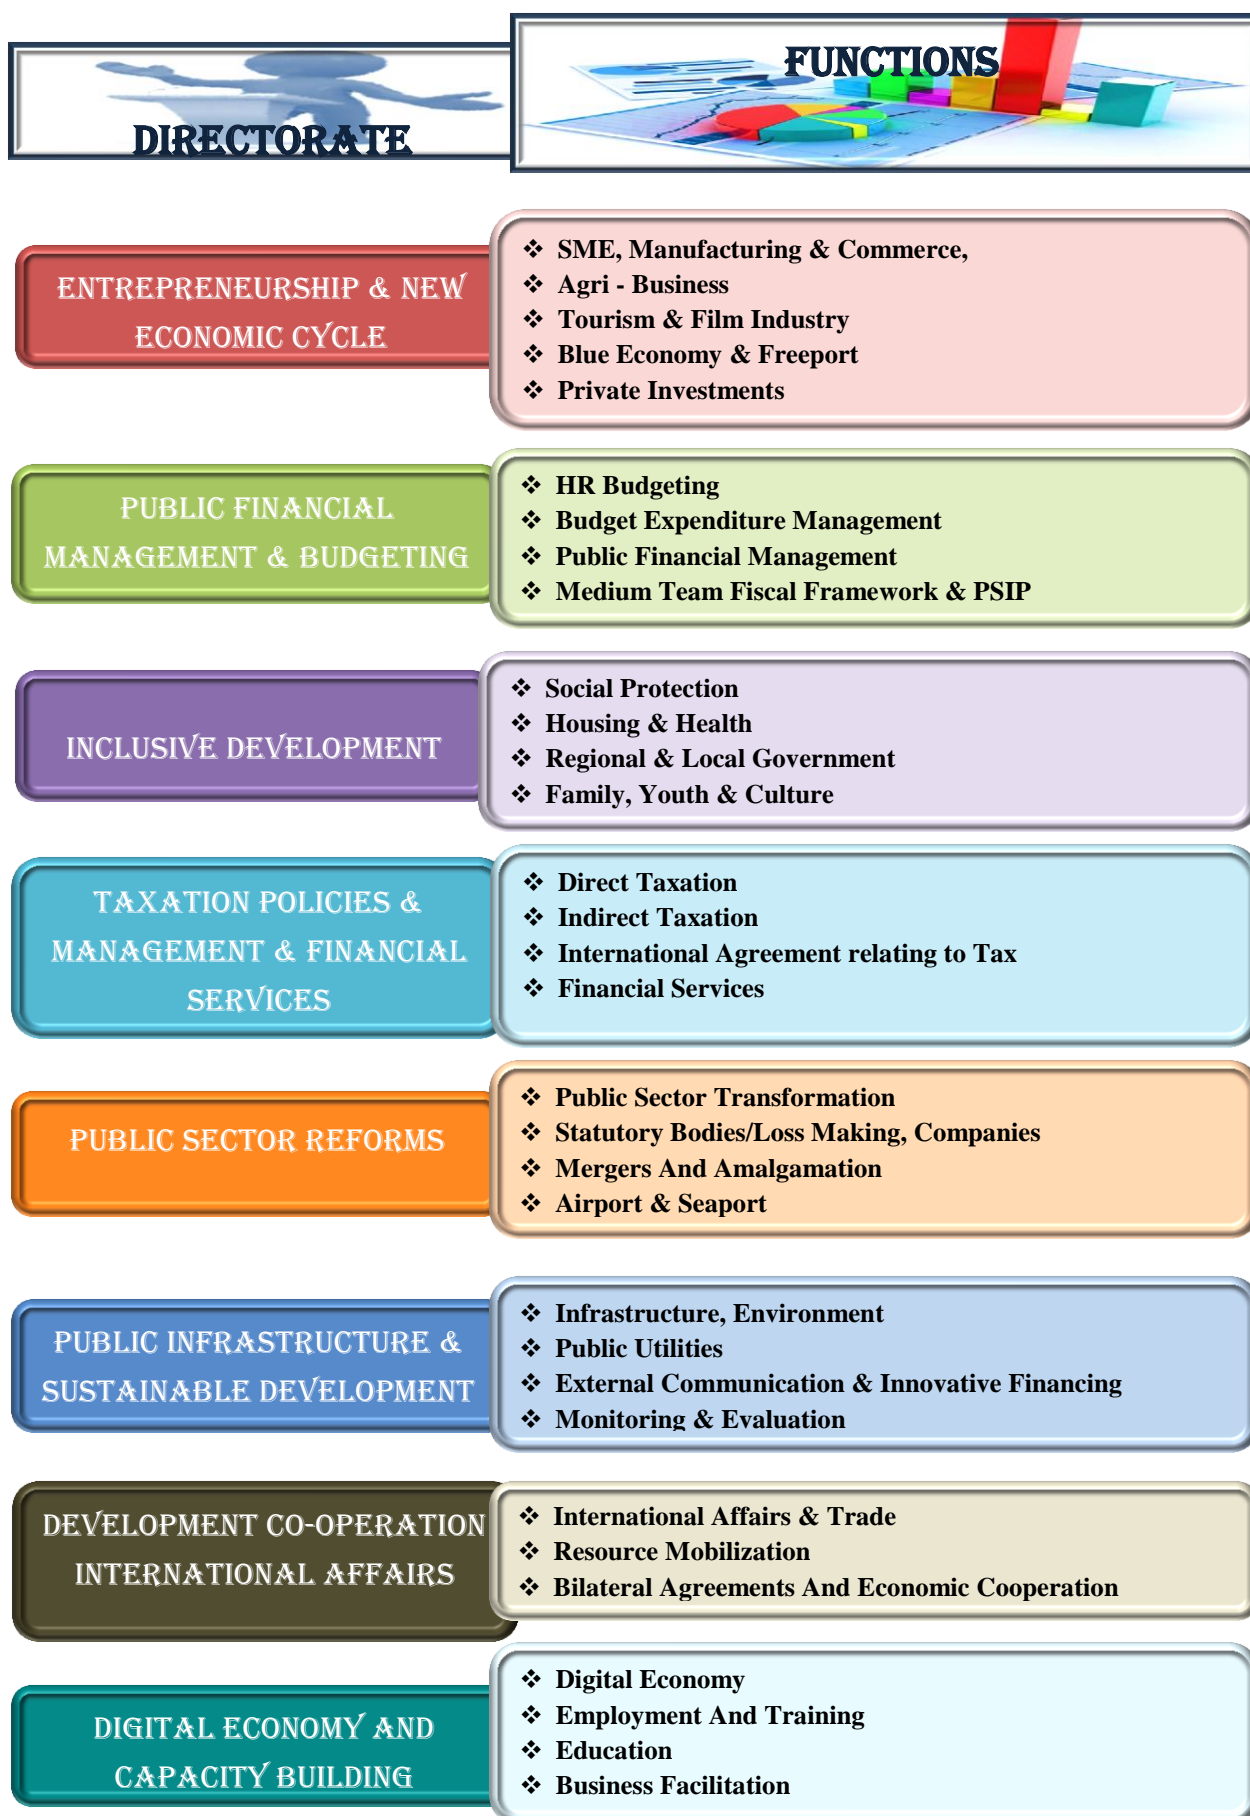 DIRECTORATE
FUNCTIONS
ENTREPRENEURSHIP & NEW
ECONOMIC CYCLE
❖ SME, Manufacturing & Commerce,
❖ Agri - Business
❖ Tourism & Film Industry
❖ Blue Economy & Freeport
❖ Private Investments
PUBLIC FINANCIAL
MANAGEMENT & BUDGETING
❖ HR Budgeting
❖ Budget Expenditure Management
❖ Public Financial Management
❖ Medium Team Fiscal Framework & PSIP
INCLUSIVE DEVELOPMENT
❖ Social Protection
❖ Housing & Health
❖ Regional & Local Government
❖ Family, Youth & Culture
TAXATION POLICIES &
MANAGEMENT & FINANCIAL
SERVICES
❖ Direct Taxation
❖ Indirect Taxation
❖ International Agreement relating to Tax
❖ Financial Services
PUBLIC SECTOR REFORMS
❖ Public Sector Transformation
❖ Statutory Bodies/Loss Making, Companies
❖ Mergers And Amalgamation
❖ Airport & Seaport
PUBLIC INFRASTRUCTURE &
SUSTAINABLE DEVELOPMENT
❖ Infrastructure, Environment
❖ Public Utilities
❖ External Communication & Innovative Financing
❖ Monitoring & Evaluation
DEVELOPMENT CO-OPERATION
INTERNATIONAL AFFAIRS
❖ International Affairs & Trade
❖ Resource Mobilization
❖ Bilateral Agreements And Economic Cooperation
DIGITAL ECONOMY AND
CAPACITY BUILDING
❖ Digital Economy
❖ Employment And Training
❖ Education
❖ Business Facilitation